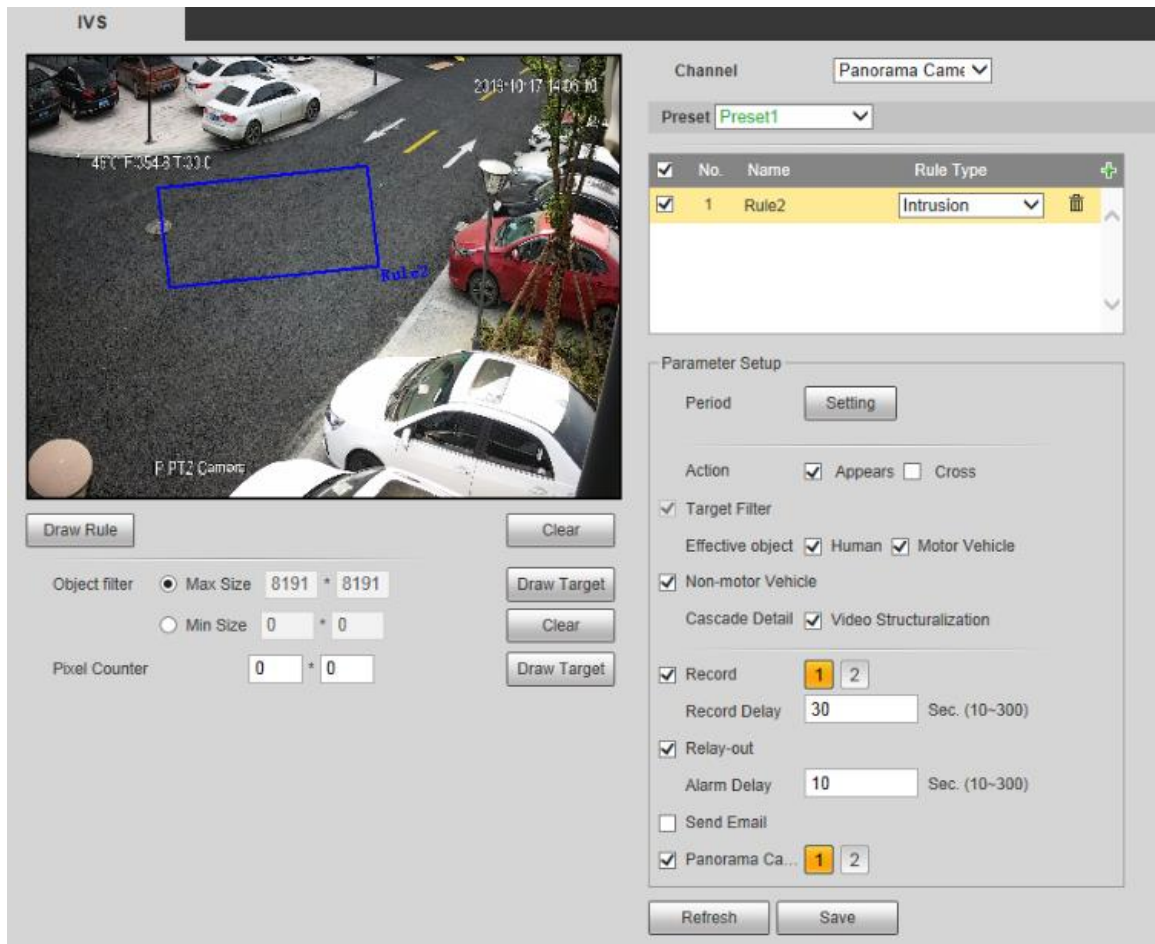 IVS
2018-10-17 14:06:10
Rule2
P PTZ Camera
Draw Rule
Clear
Object filter Max Size 8191 * 8191 Draw Target
Min Size 0 * 0 Clear
Pixel Counter 0 * 0 Draw Target
Channel Panorama Came
Preset Preset1
No. Name Rule Type
1 Rule2 Intrusion
Parameter Setup
Period Setting
Action Appears Cross
Target Filter
Effective object Human Motor Vehicle
Non-motor Vehicle
Cascade Detail Video Structuralization
Record 1 2
Record Delay 30 Sec. (10~300)
Relay-out
Alarm Delay 10 Sec. (10~300)
Send Email
Panorama Ca... 1 2
Refresh Save